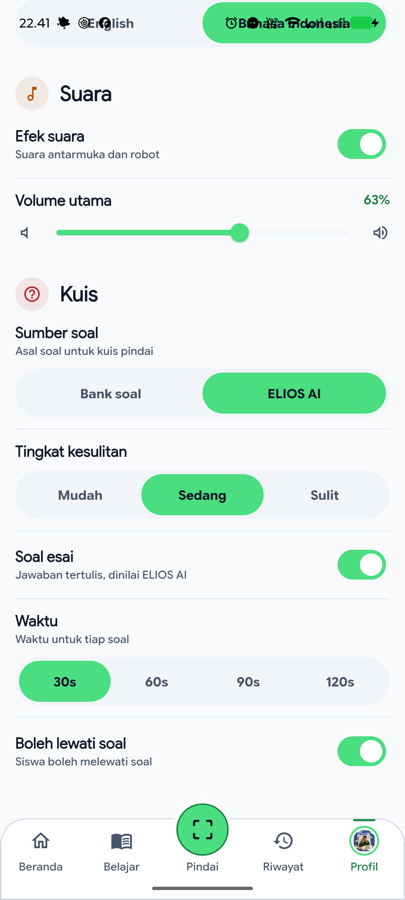 22.41
English
Bahasa Indonesia
Suara
Efek suara
Suara antarmuka dan robot
Volume utama
63%
Kuis
Sumber soal
Asal soal untuk kuis pindai
Bank soal
ELIOS AI
Tingkat kesulitan
Mudah
Sedang
Sulit
Soal esai
Jawaban tertulis, dinilai ELIOS AI
Waktu
Waktu untuk tiap soal
30s
60s
90s
120s
Boleh lewati soal
Siswa boleh melewati soal
Beranda
Belajar
Pindai
Riwayat
Profil